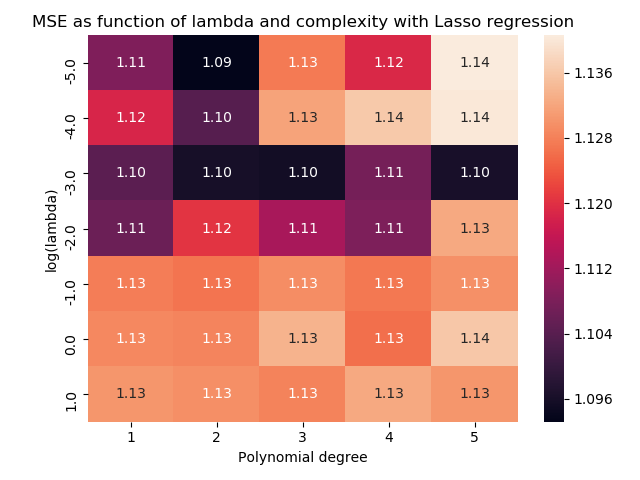 MSE as function of lambda and complexity with Lasso regression
-5.0 1.11 1.09 1.13 1.12 1.14
-4.0 1.12 1.10 1.13 1.14 1.14
-3.0 1.10 1.10 1.10 1.11 1.10
-2.0 1.11 1.12 1.11 1.11 1.13
-1.0 1.13 1.13 1.13 1.13 1.13
0.0 1.13 1.13 1.13 1.13 1.14
1.0 1.13 1.13 1.13 1.13 1.13
log(lambda)
1 2 3 4 5
Polynomial degree
1.136
1.128
1.120
1.112
1.104
1.096